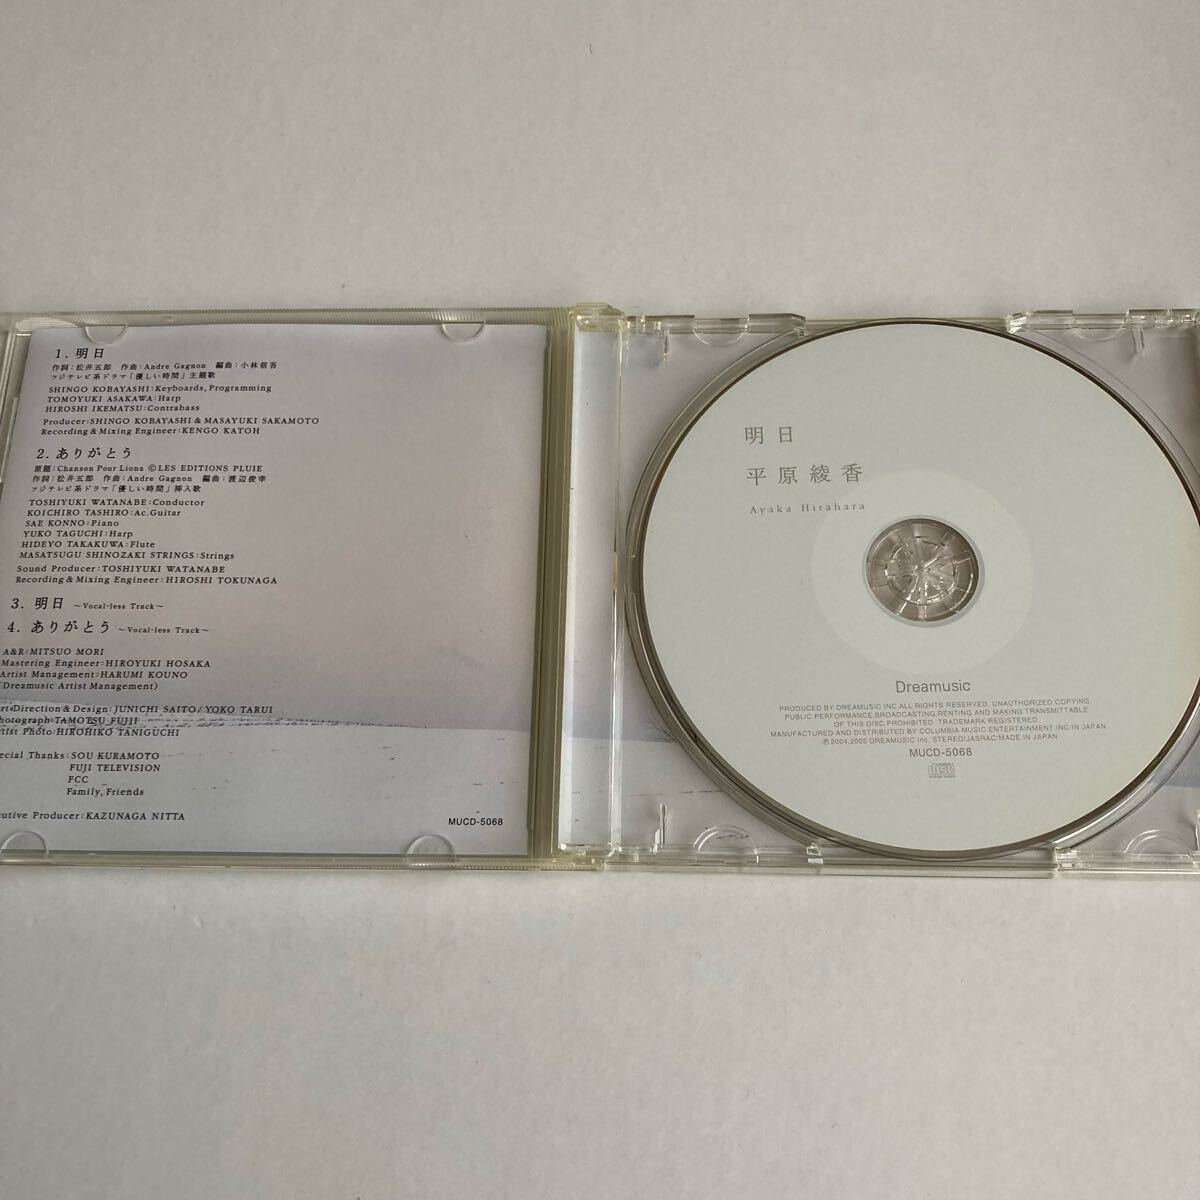 1. 明日
作詞：松井五郎 作曲：Andre Gagnon 編曲：小林信吾
フジテレビ系ドラマ「優しい時間」主題歌
SHINGO KOBAYASHI:Keyboards, Programming
TOMOYUKI ASAKAWA:Harp
HIROSHI IKEMATSU:Contrabass
Producer:SHINGO KOBAYASHI & MASAYUKI SAKAMOTO
Recording & Mixing Engineer:KENGO KATOH
2. ありがとう
原題：Chanson Pour Liona ©LES EDITIONS PLUIE
作詞：松井五郎 作曲：Andre Gagnon 編曲：渡辺俊幸
フジテレビ系ドラマ「優しい時間」挿入歌
TOSHIYUKI WATANABE:Conductor
KOICHIRO TASHIRO:Ac.Guitar
SAE KONNO:Piano
YUKO TAGUCHI:Harp
HIDEYO TAKAKUWA:Flute
MASATSUGU SHINOZAKI STRINGS:Strings
Sound Producer:TOSHIYUKI WATANABE
Recording & Mixing Engineer:HIROSHI TOKUNAGA
3. 明日 ～Vocal-less Track～
4. ありがとう ～Vocal-less Track～
A&R:MITSUO MORI
Mastering Engineer:HIROYUKI HOSAKA
Artist Management:HARUMI KOUNO
(Dreamusic Artist Management)
rt Direction & Design: JUNICHI SAITO/YOKO TARUI
hotograph:TAMOTSU FUJII
tist Photo:HIROHIKO TANIGUCHI
ecial Thanks:SOU KURAMOTO
FUJI TELEVISION
FCC
Family, Friends
utive Producer:KAZUNAGA NITTA
MUCD-5068
明日
平原綾香
Ayaka Hirahara
Dreamusic
PRODUCED BY DREAMUSIC INC.ALL RIGHTS RESERVED. UNAUTHORIZED COPYING,
PUBLIC PERFORMANCE,BROADCASTING,RENTING AND MAKING TRANSMITTABLE
OF THIS DISC PROHIBITED. TRADEMARK REGISTERED.
MANUFACTURED AND DISTRIBUTED BY COLUMBIA MUSIC ENTERTAINMENT INC.IN JAPAN
℗2004,2005 DREAMUSIC Inc. STEREO/JASRAC/MADE IN JAPAN
MUCD-5068
disc